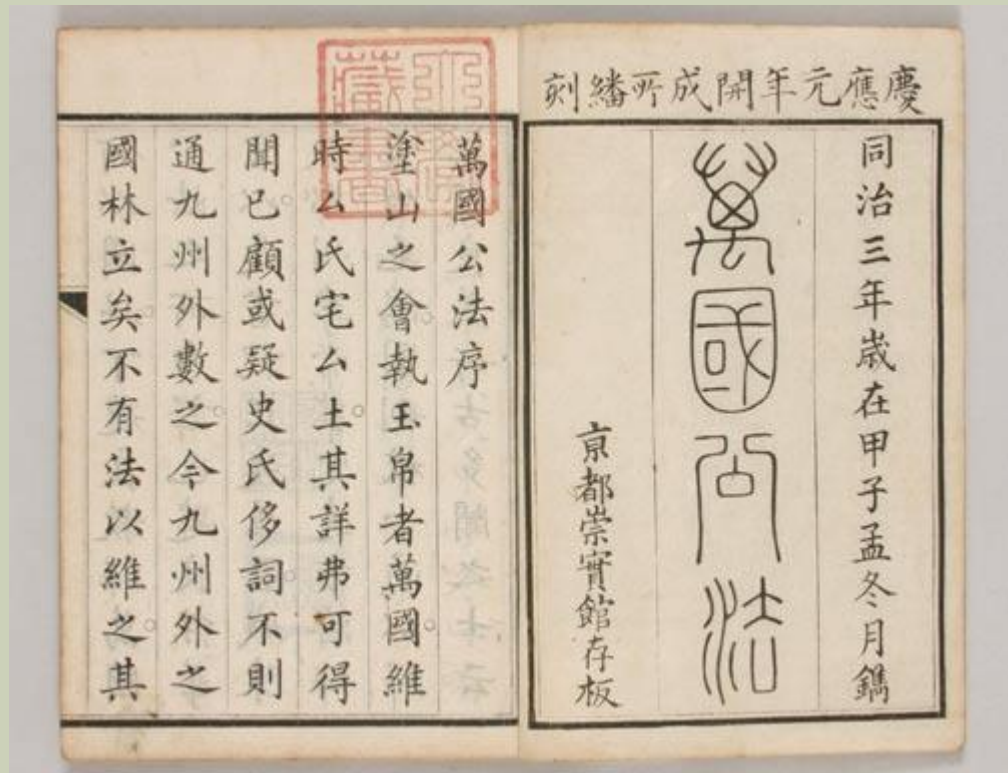 慶應元年開成所繙刻
同治三年歳在甲子孟冬月鐫
萬國公法
亰都崇實館存板
萬國公法序
塗山之會執玉帛者萬國維
時厶氏宅厶土其詳弗可得
聞已顧或疑史氏侈詞不則
通九州外數之今九州外之
國林立矣不有法以維之其